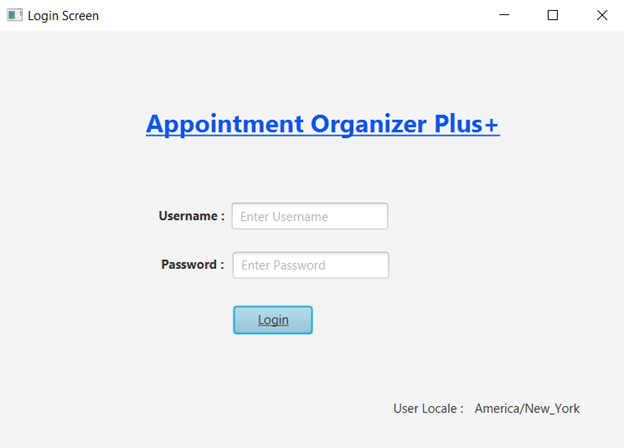 Login Screen
Appointment Organizer Plus+
Username :  Enter Username
Password :  Enter Password
Login
User Locale :  America/New_York